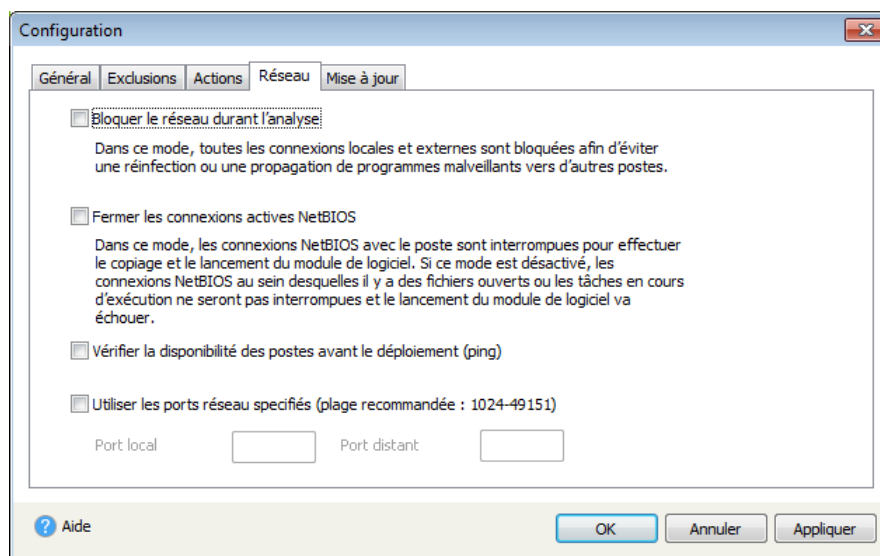 Configuration
Général Exclusions Actions Réseau Mise à jour
Bloquer le réseau durant l'analyse
Dans ce mode, toutes les connexions locales et externes sont bloquées afin d'éviter
une réinfection ou une propagation de programmes malveillants vers d'autres postes.
Fermer les connexions actives NetBIOS
Dans ce mode, les connexions NetBIOS avec le poste sont interrompues pour effectuer
le copiage et le lancement du module de logiciel. Si ce mode est désactivé, les
connexions NetBIOS au sein desquelles il y a des fichiers ouverts ou les tâches en cours
d'exécution ne seront pas interrompues et le lancement du module de logiciel va
échouer.
Vérifier la disponibilité des postes avant le déploiement (ping)
Utiliser les ports réseau specifiés (plage recommandée : 1024-49151)
Port local Port distant
? Aide OK Annuler Appliquer